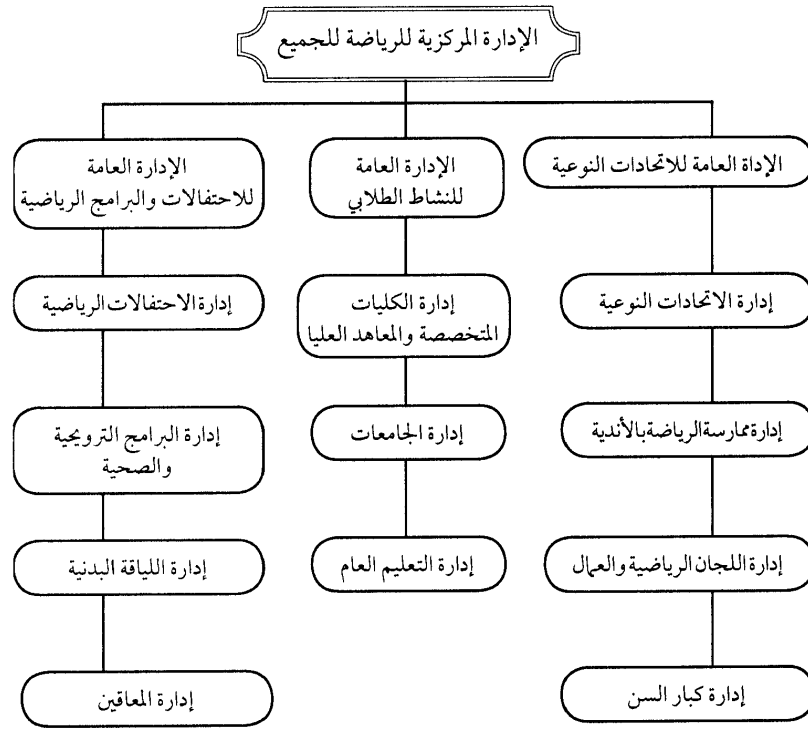 الإدارة المركزية للرياضة للجميع
الإداة العامة للاتحادات النوعية
إدارة الاتحادات النوعية
إدارة ممارسة الرياضة بالأندية
إدارة اللجان الرياضية والعمال
إدارة كبار السن
الإدارة العامة
للنشاط الطلابي
إدارة الكليات
المتخصصة والمعاهد العليا
إدارة الجامعات
إدارة التعليم العام
الإدارة العامة
للاحتفالات والبرامج الرياضية
إدارة الاحتفالات الرياضية
إدارة البرامج الترويحية
والصحية
إدارة اللياقة البدنية
إدارة المعاقين